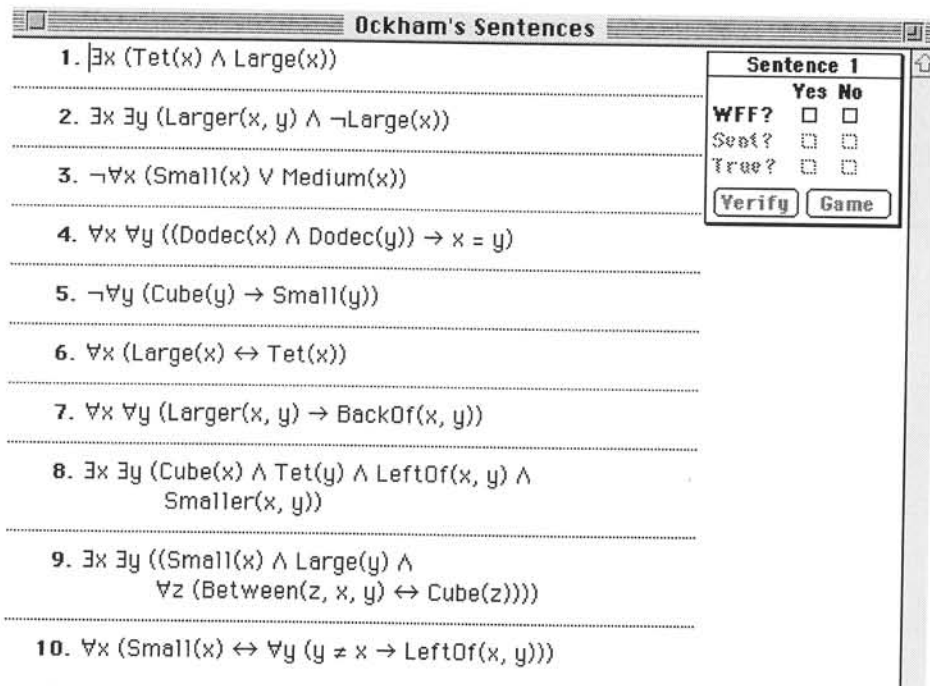 Ockham's Sentences
1. ∃x (Tet(x) ∧ Large(x))
2. ∃x ∃y (Larger(x, y) ∧ ¬Large(x))
3. ¬∀x (Small(x) ∨ Medium(x))
4. ∀x ∀y ((Dodec(x) ∧ Dodec(y)) → x = y)
5. ¬∀y (Cube(y) → Small(y))
6. ∀x (Large(x) ↔ Tet(x))
7. ∀x ∀y (Larger(x, y) → BackOf(x, y))
8. ∃x ∃y (Cube(x) ∧ Tet(y) ∧ LeftOf(x, y) ∧
Smaller(x, y))
9. ∃x ∃y ((Small(x) ∧ Large(y) ∧
∀z (Between(z, x, y) ↔ Cube(z))))
10. ∀x (Small(x) ↔ ∀y (y ≠ x → LeftOf(x, y)))
Sentence 1
Yes No
WFF?
Sent?
True?
Verify Game